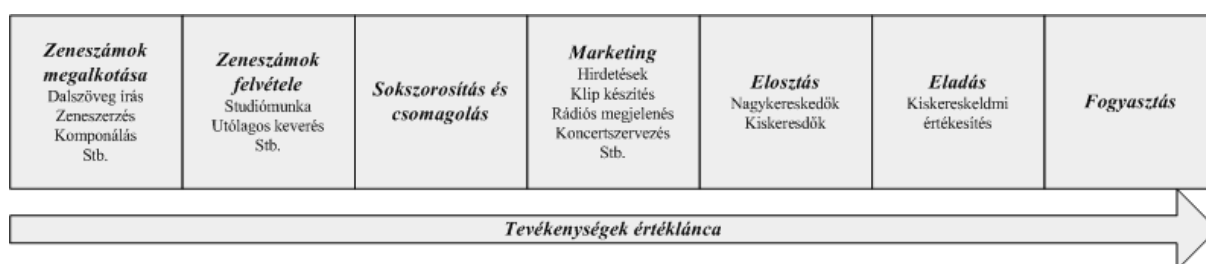 Zeneszámok
megalkotása
Dalszöveg írás
Zeneszerzés
Komponálás
Stb.
Zeneszámok
felvétele
Studiómunka
Utólagos keverés
Stb.
Sokszorosítás és
csomagolás
Marketing
Hirdetések
Klip készítés
Rádiós megjelenés
Koncertszervezés
Stb.
Elosztás
Nagykereskedők
Kiskeresdők
Eladás
Kiskereskeldmi
értékesítés
Fogyasztás
Tevékenységek értéklánca